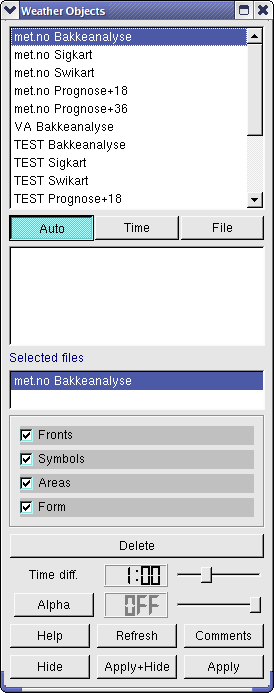 Weather Objects
met.no Bakkeanalyse
met.no Sigkart
met.no Swikart
met.no Prognose+18
met.no Prognose+36
VA Bakkeanalyse
TEST Bakkeanalyse
TEST Sigkart
TEST Swikart
TEST Prognose+18
Auto Time File
Selected files
met.no Bakkeanalyse
Fronts
Symbols
Areas
Form
Delete
Time diff. 1:00
Alpha OFF
Help Refresh Comments
Hide Apply+Hide Apply